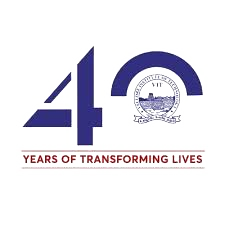 40
VIT
YEARS OF TRANSFORMING LIVES